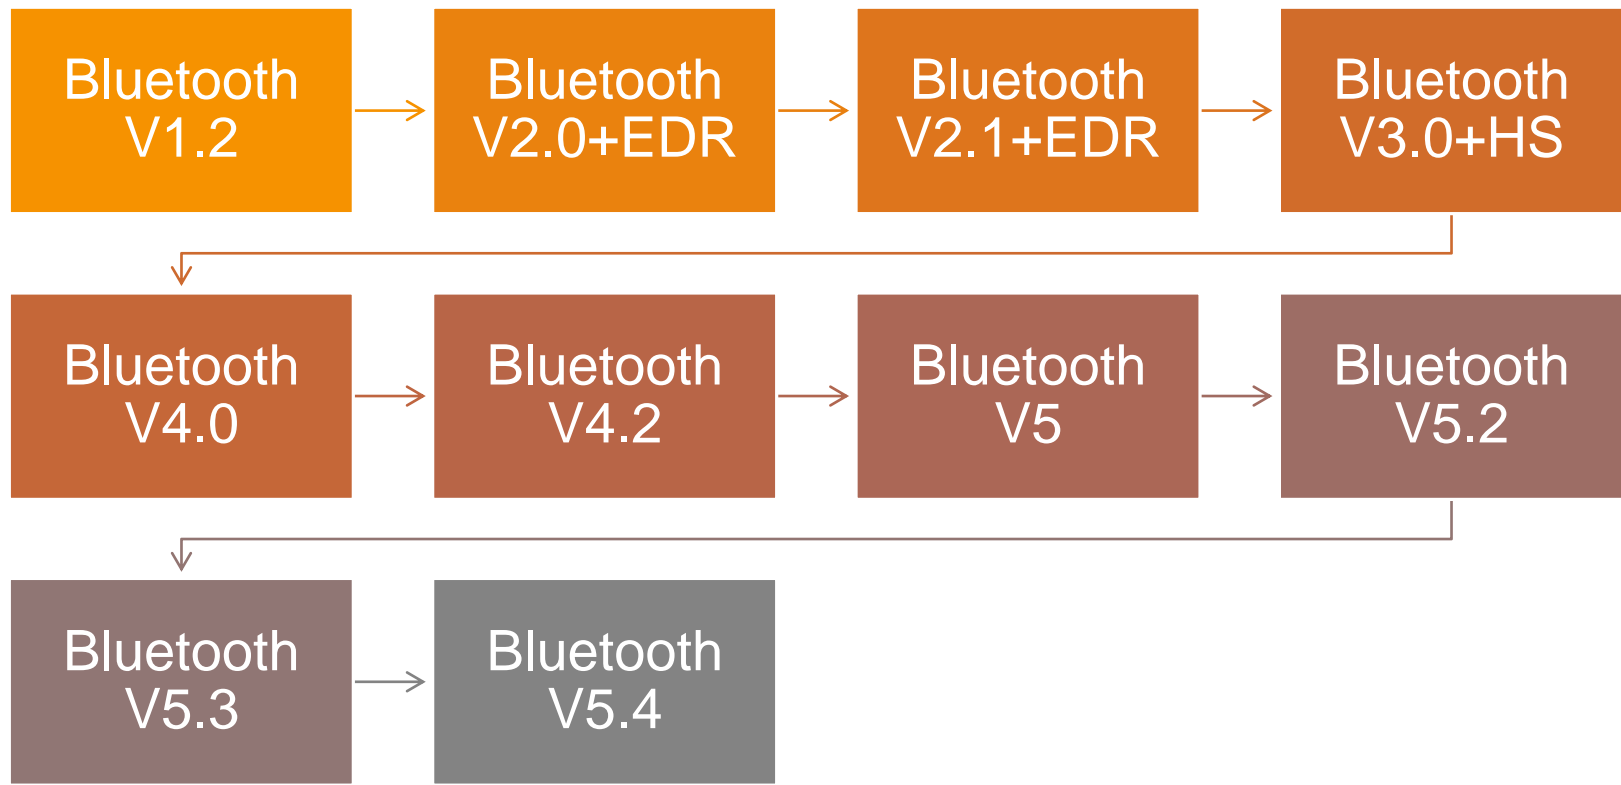 Bluetooth
V1.2
Bluetooth
V2.0+EDR
Bluetooth
V2.1+EDR
Bluetooth
V3.0+HS
Bluetooth
V4.0
Bluetooth
V4.2
Bluetooth
V5
Bluetooth
V5.2
Bluetooth
V5.3
Bluetooth
V5.4